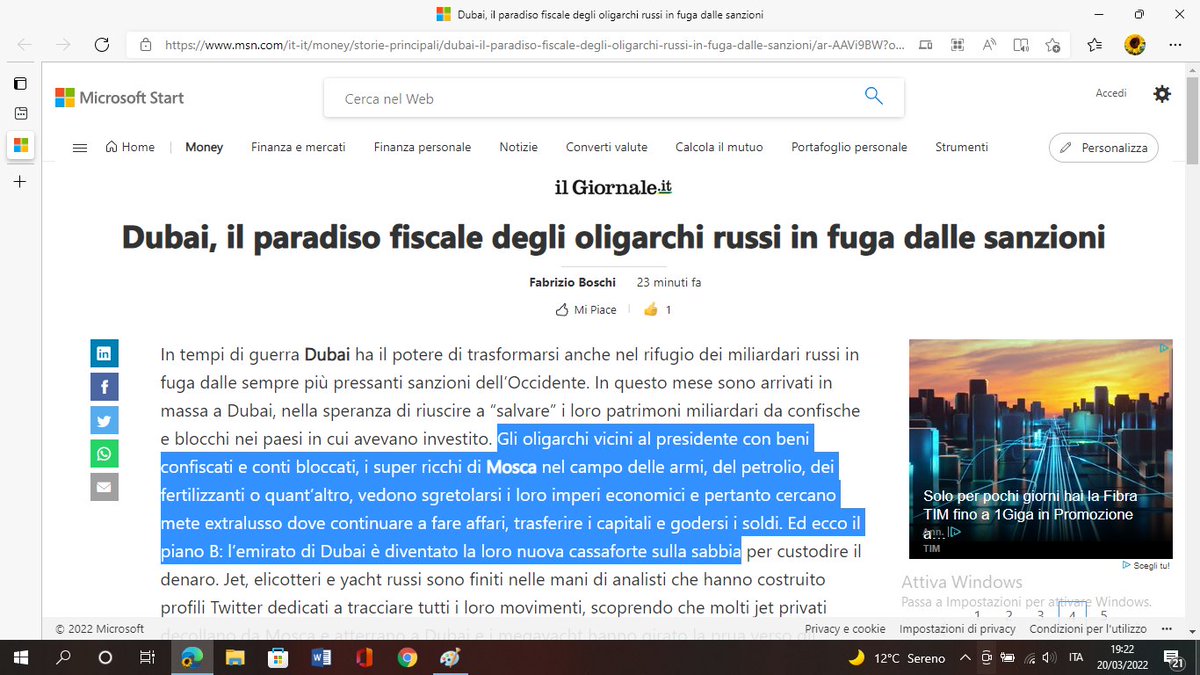 Dubai, il paradiso fiscale degli oligarchi russi in fuga dalle sanzioni
https://www.msn.com/it-it/money/storie-principali/dubai-il-paradiso-fiscale-degli-oligarchi-russi-in-fuga-dalle-sanzioni/ar-AAVi9BW?o...
Microsoft Start
Cerca nel Web
Accedi
Home
Money
Finanza e mercati
Finanza personale
Notizie
Converti valute
Calcola il mutuo
Portafoglio personale
Strumenti
Personalizza
il Giornale.it
Dubai, il paradiso fiscale degli oligarchi russi in fuga dalle sanzioni
Fabrizio Boschi 23 minuti fa
Mi Piace 1
In tempi di guerra Dubai ha il potere di trasformarsi anche nel rifugio dei miliardari russi in
fuga dalle sempre più pressanti sanzioni dell’Occidente. In questo mese sono arrivati in
massa a Dubai, nella speranza di riuscire a “salvare” i loro patrimoni miliardari da confische
e blocchi nei paesi in cui avevano investito. Gli oligarchi vicini al presidente con beni
confiscati e conti bloccati, i super ricchi di Mosca nel campo delle armi, del petrolio, dei
fertilizzanti o quant’altro, vedono sgretolarsi i loro imperi economici e pertanto cercano
mete extralusso dove continuare a fare affari, trasferire i capitali e godersi i soldi. Ed ecco il
piano B: l’emirato di Dubai è diventato la loro nuova cassaforte sulla sabbia per custodire il
denaro. Jet, elicotteri e yacht russi sono finiti nelle mani di analisti che hanno costruito
profili Twitter dedicati a tracciare tutti i loro movimenti, scoprendo che molti jet privati
decollano da Mosca e atterrano a Dubai e i megayacht hanno girato la prua verso
Solo per pochi giorni hai la Fibra
TIM fino a 1Giga in Promozione
a...
Ann.
TIM
Scegli tu!
Attiva Windows
Passa a Impostazioni per attivare Windows.
1 2 3 4 5
© 2022 Microsoft
Privacy e cookie
Impostazioni di privacy
Condizioni per l'utilizzo
12°C Sereno
ITA
19:22
20/03/2022
21